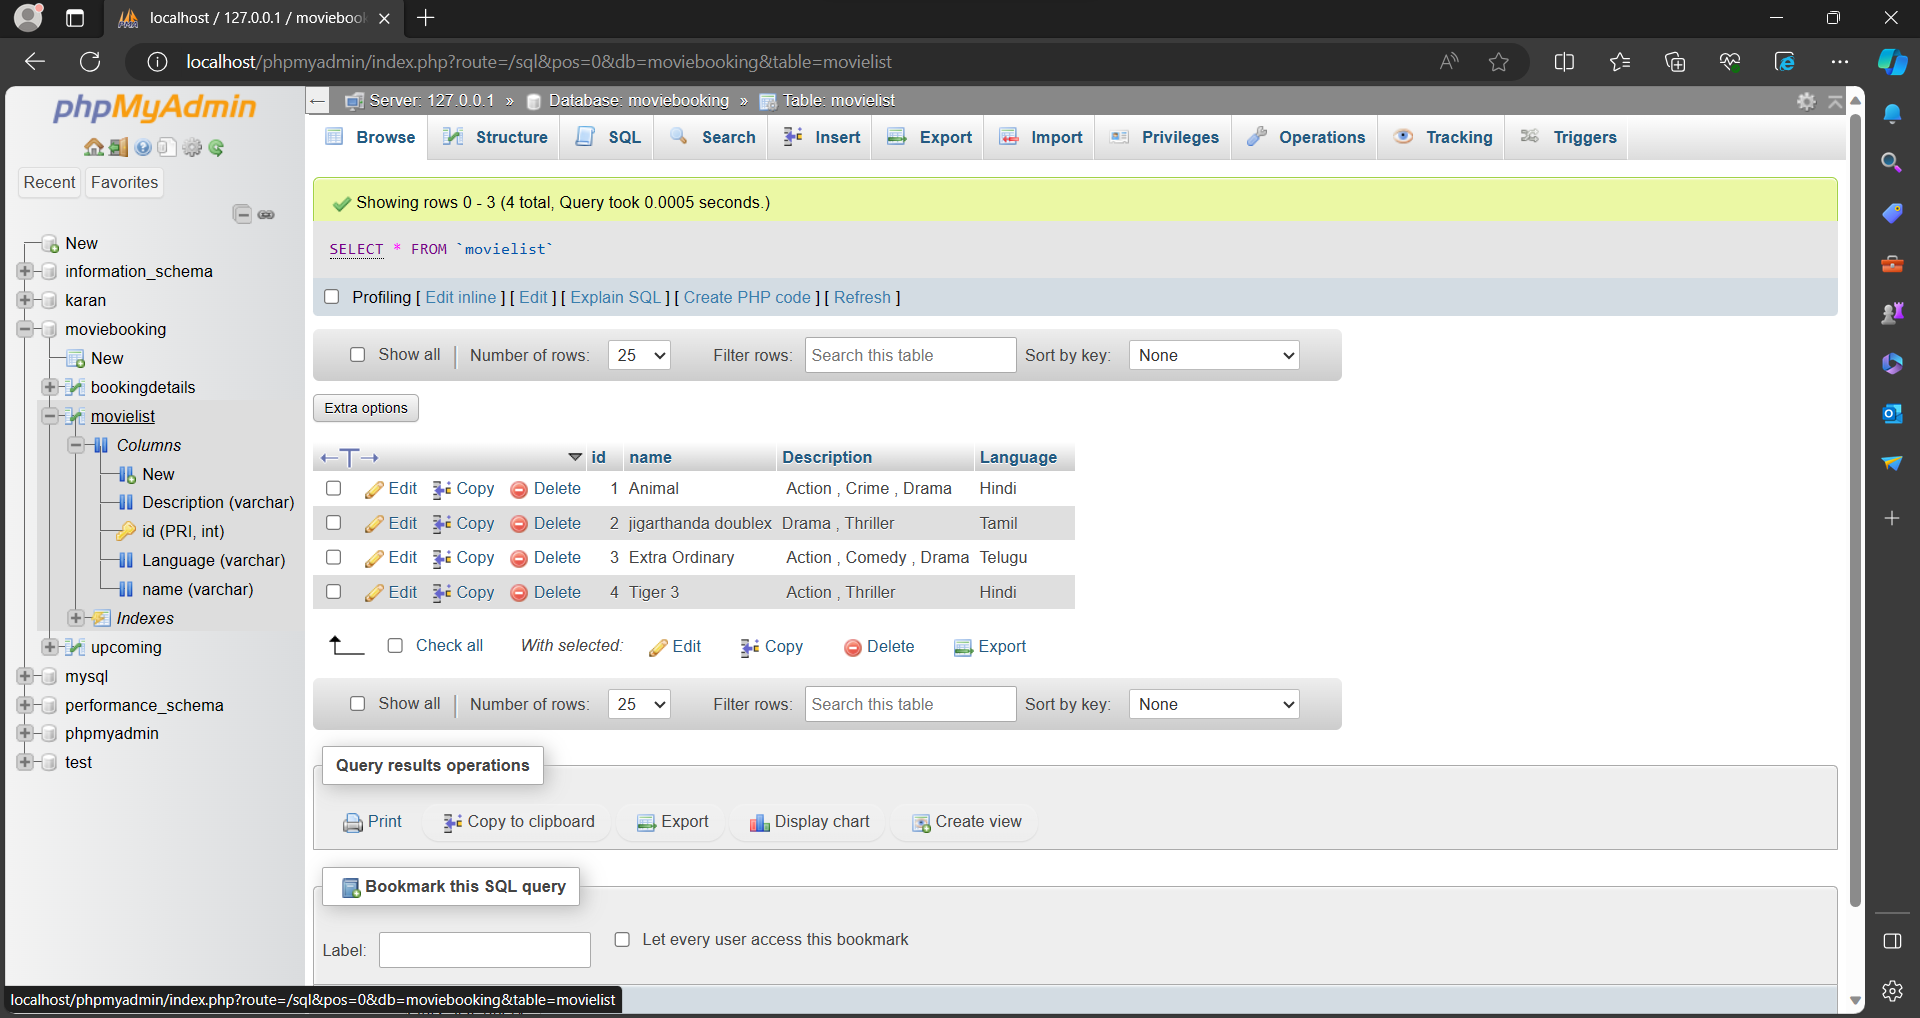 localhost / 127.0.0.1 / moviebook
localhost/phpmyadmin/index.php?route=/sql&pos=0&db=moviebooking&table=movielist
phpMyAdmin
Recent
Favorites
New
information_schema
karan
moviebooking
New
bookingdetails
movielist
Columns
New
Description (varchar)
id (PRI, int)
Language (varchar)
name (varchar)
Indexes
upcoming
mysql
performance_schema
phpmyadmin
test
Server: 127.0.0.1 » Database: moviebooking » Table: movielist
Browse Structure SQL Search Insert Export Import Privileges Operations Tracking Triggers
Showing rows 0 - 3 (4 total, Query took 0.0005 seconds.)
SELECT * FROM `movielist`
Profiling [ Edit inline ] [ Edit ] [ Explain SQL ] [ Create PHP code ] [ Refresh ]
Show all Number of rows: 25 Filter rows: Search this table Sort by key: None
Extra options
id name Description Language
Edit Copy Delete 1 Animal Action , Crime , Drama Hindi
Edit Copy Delete 2 jigarthanda doublex Drama , Thriller Tamil
Edit Copy Delete 3 Extra Ordinary Action , Comedy , Drama Telugu
Edit Copy Delete 4 Tiger 3 Action , Thriller Hindi
Check all With selected: Edit Copy Delete Export
Show all Number of rows: 25 Filter rows: Search this table Sort by key: None
Query results operations
Print Copy to clipboard Export Display chart Create view
Bookmark this SQL query
Label: Let every user access this bookmark
localhost/phpmyadmin/index.php?route=/sql&pos=0&db=moviebooking&table=movielist